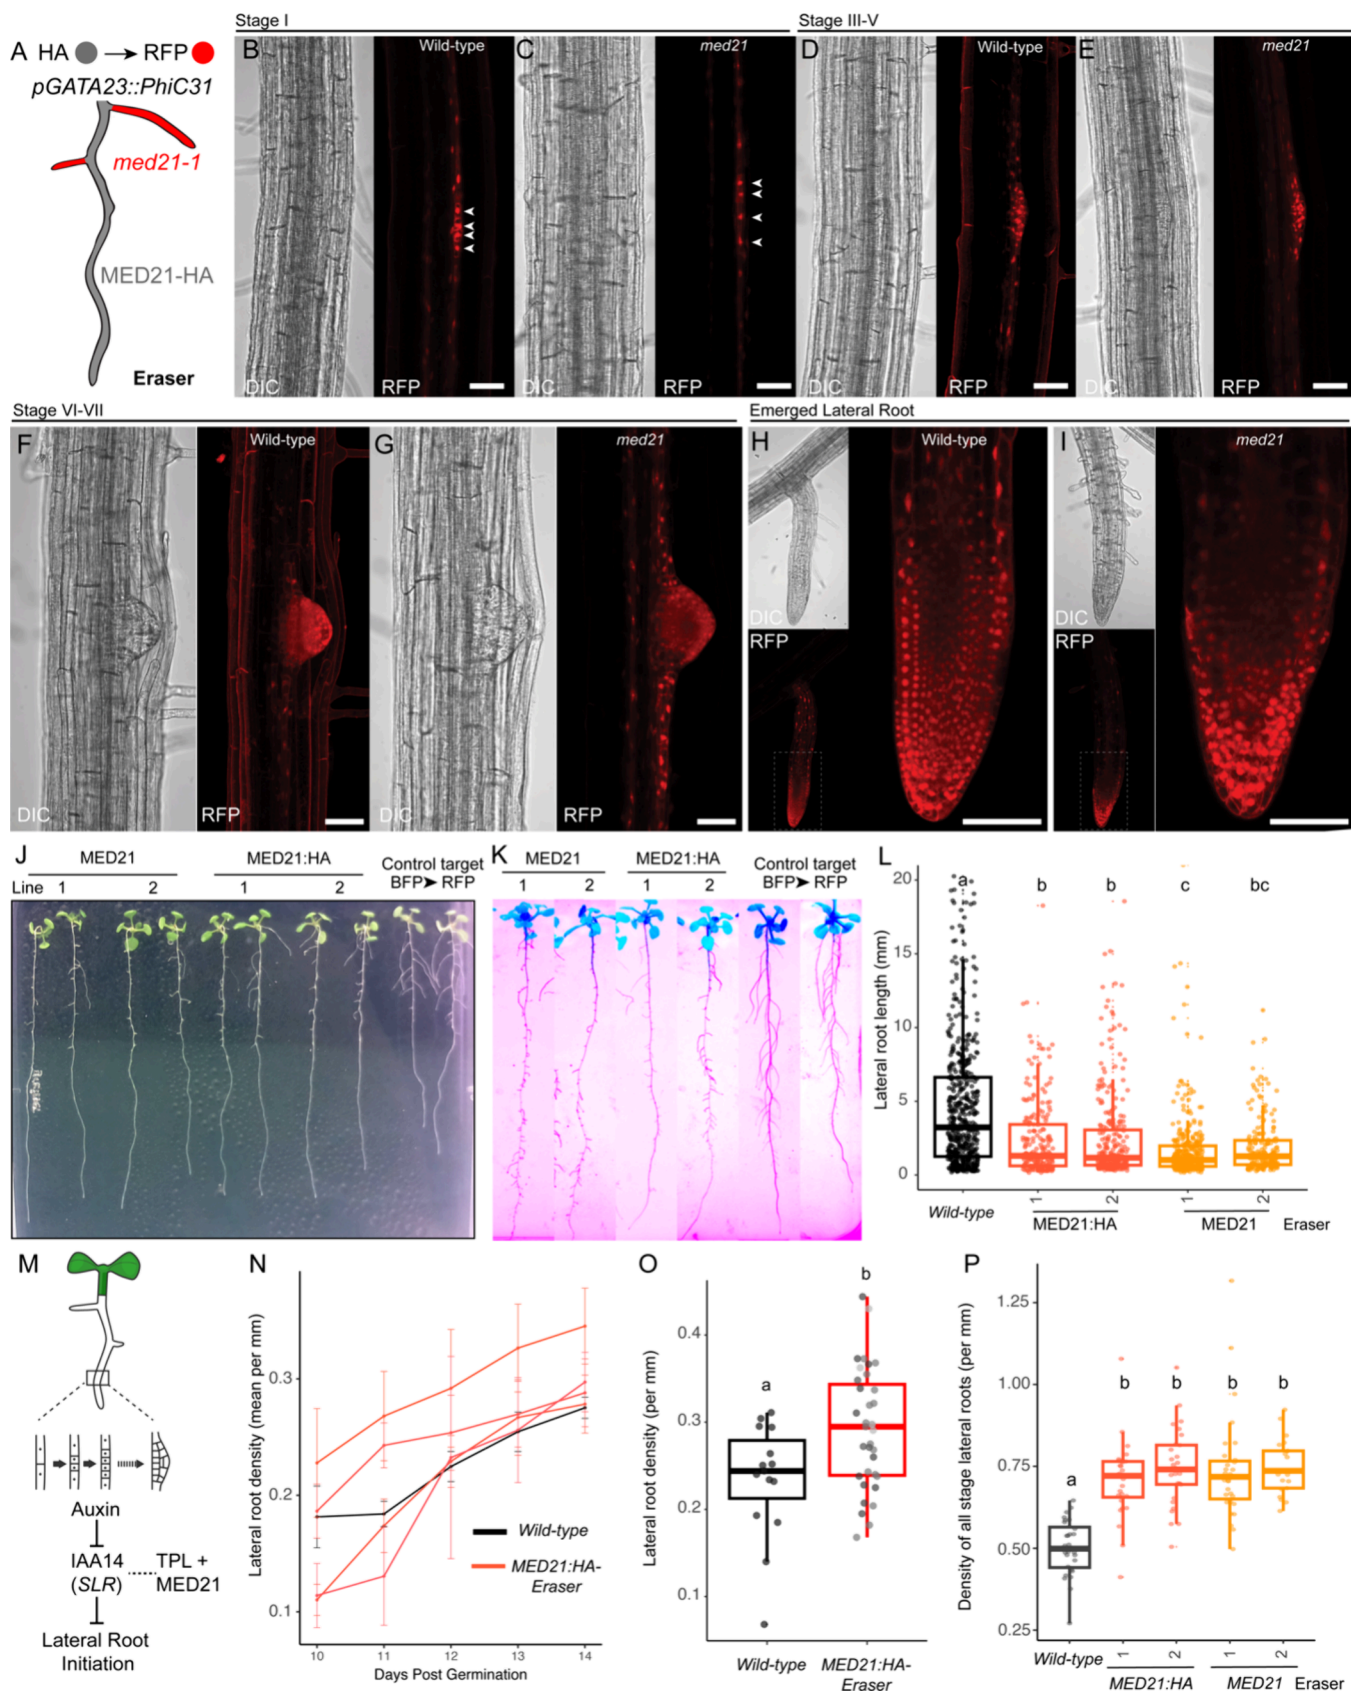 Stage I
Stage III-V
A HA → RFP
pGATA23::PhiC31
med21-1
MED21-HA
Eraser
B Wild-type
DIC RFP
C med21
DIC RFP
D Wild-type
DIC RFP
E med21
DIC RFP
Stage VI-VII
Emerged Lateral Root
F Wild-type
DIC RFP
G med21
DIC RFP
H Wild-type
DIC
RFP
I med21
DIC
RFP
J MED21 MED21:HA Control target
BFP➤ RFP
Line 1 2 1 2
K MED21 MED21:HA Control target
BFP➤ RFP
1 2 1 2
L
Lateral root length (mm)
20
15
10
5
0
a b b c bc
1 2 1 2
Wild-type MED21:HA MED21 Eraser
M
Auxin
IAA14
(SLR)
TPL +
MED21
Lateral Root
Initiation
N
Lateral root density (mean per mm)
0.3
0.2
0.1
Wild-type
MED21:HA-
Eraser
10 11 12 13 14
Days Post Germination
O
Lateral root density (per mm)
0.4
0.3
0.2
0.1
a b
Wild-type MED21:HA-
Eraser
P
Density of all stage lateral roots (per mm)
1.25
1.00
0.75
0.50
0.25
a b b b b
Wild-type 1 2 1 2
MED21:HA MED21 Eraser